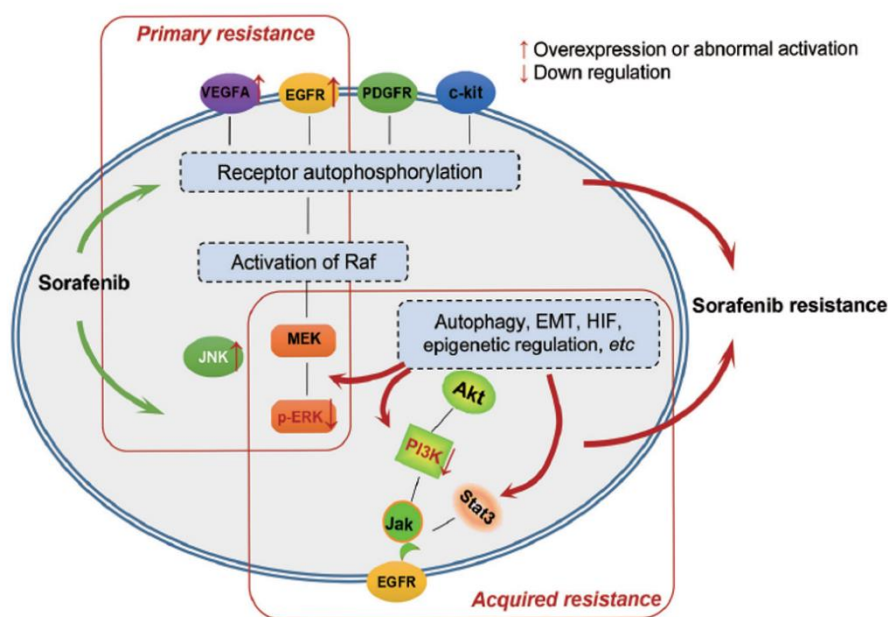 Primary resistance
↑ Overexpression or abnormal activation
↓ Down regulation
VEGFA ↑
EGFR ↑
PDGFR
c-kit
Receptor autophosphorylation
Activation of Raf
Sorafenib
Sorafenib resistance
Autophagy, EMT, HIF,
epigenetic regulation, etc
MEK
JNK ↑
p-ERK ↓
Akt
PI3K ↓
Stat3
Jak
EGFR
Acquired resistance